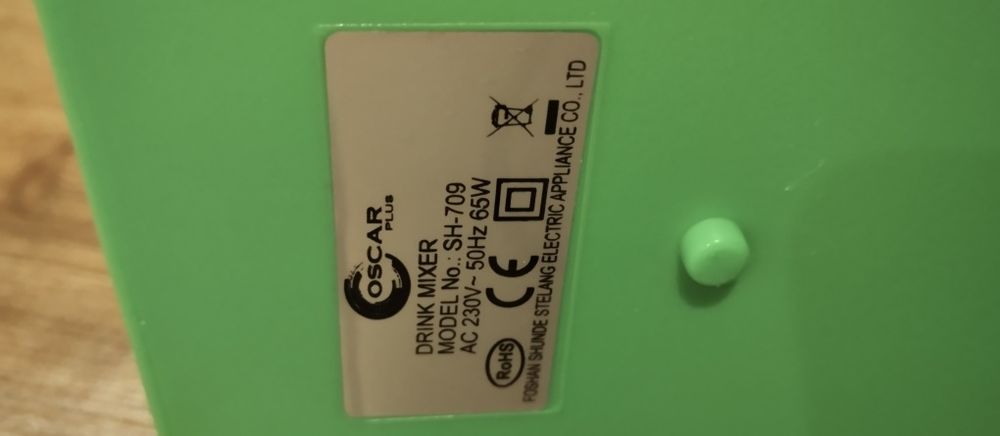 OSCAR
PLUS
DRINK MIXER
MODEL No.: SH-709
AC 230V~ 50Hz 65W
RoHS CE
FOSHAN SHUNDE STELANG ELECTRIC APPLIANCE CO., LTD